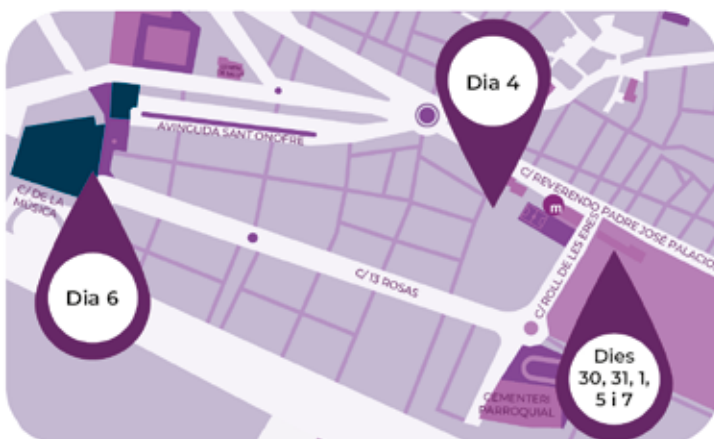 Dia 4
AVINGUDA SANT ONOFRE
C/ REVERENDO PADRE JOSÉ PALACIO
C/ DE LA
MÚSICA
m
C/ ROLL DE LES ERES
C/ 13 ROSAS
Dia 6
Dies
30, 31, 1,
5 i 7
CEMENTERI
PARROQUIAL